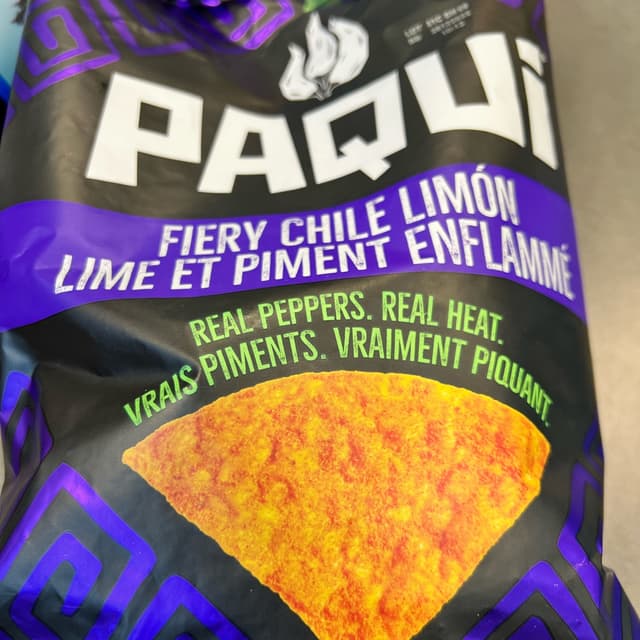 PAQUI
FIERY CHILE LIMÓN
LIME ET PIMENT ENFLAMMÉ
REAL PEPPERS. REAL HEAT.
VRAIS PIMENTS. VRAIMENT PIQUANT.